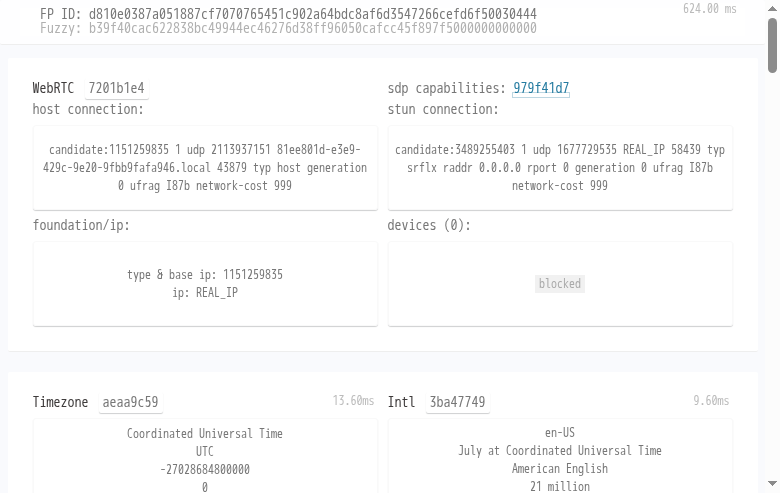 FP ID: d810e0387a051887cf7070765451c902a64bdc8af6d3547266cefd6f50030444
624.00 ms
Fuzzy: b39f40cac622838bc49944ec46276d38ff96050cafcc45f897f5000000000000
WebRTC 7201b1e4
host connection:
candidate:1151259835 1 udp 2113937151 81ee801d-e3e9-
429c-9e20-9fbb9fafa946.local 43879 typ host generation
0 ufrag I87b network-cost 999
foundation/ip:
type & base ip: 1151259835
ip: REAL_IP
sdp capabilities: 979f41d7
stun connection:
candidate:3489255403 1 udp 1677729535 REAL_IP 58439 typ
srflx raddr 0.0.0.0 rport 0 generation 0 ufrag I87b
network-cost 999
devices (0):
blocked
Timezone aeaa9c59
13.60ms
Coordinated Universal Time
UTC
-27028684800000
0
Intl 3ba47749
9.60ms
en-US
July at Coordinated Universal Time
American English
21 million